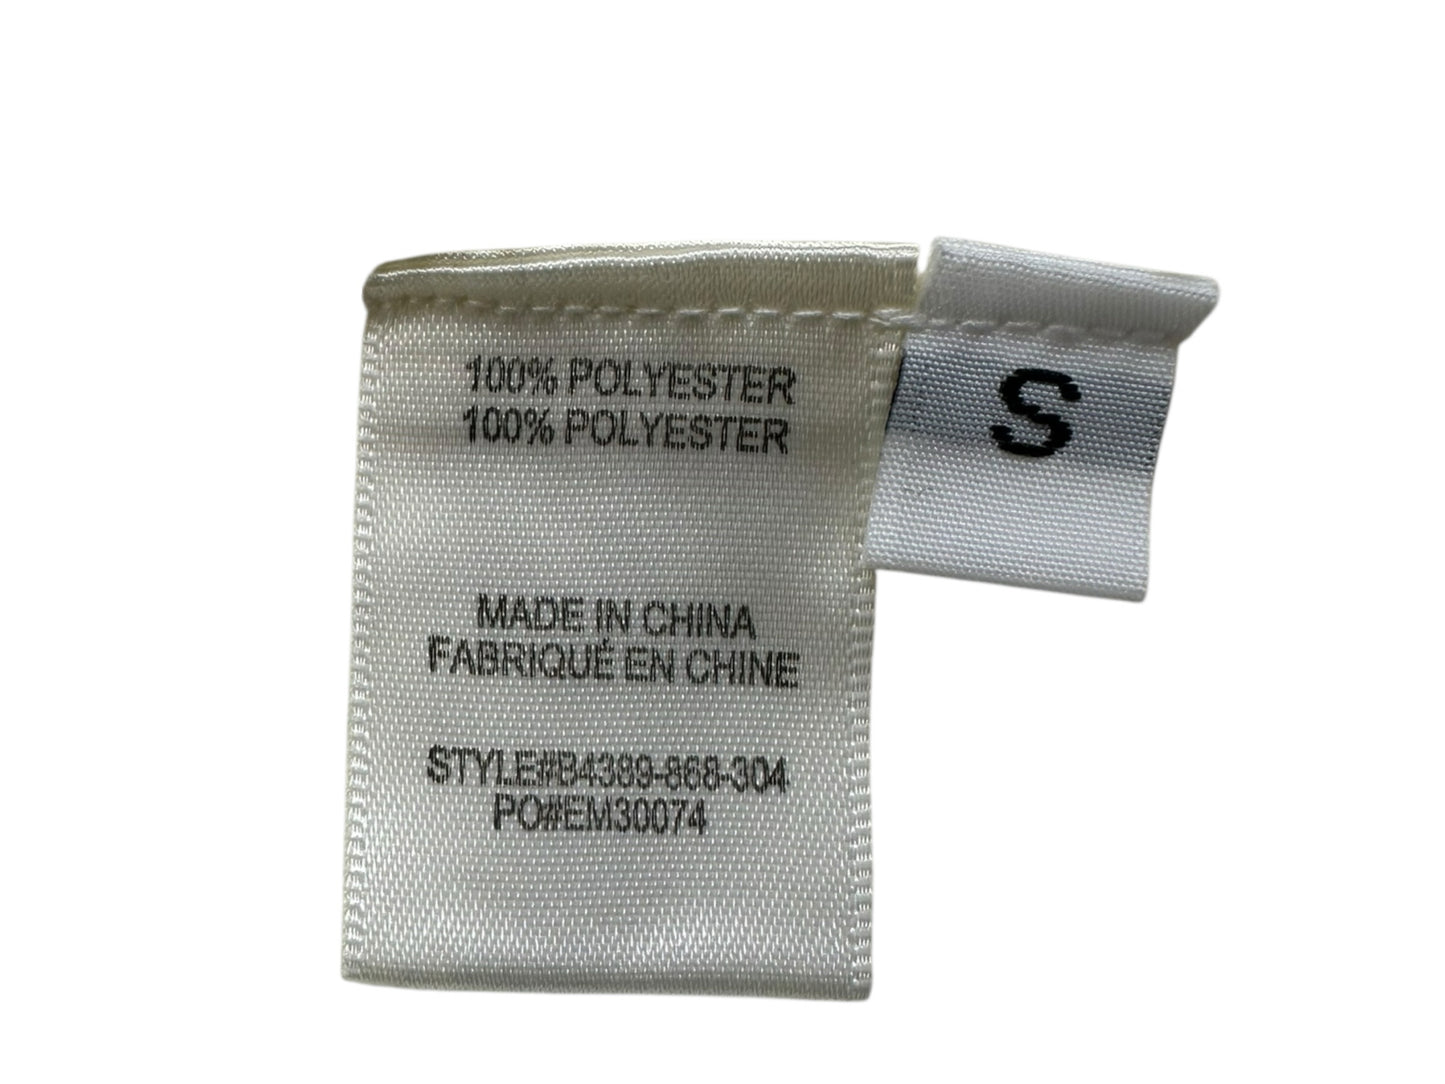 100% POLYESTER
100% POLYESTER
MADE IN CHINA
FABRIQUÉ EN CHINE
STYLE#B4389-868-304
PO#EM30074
S